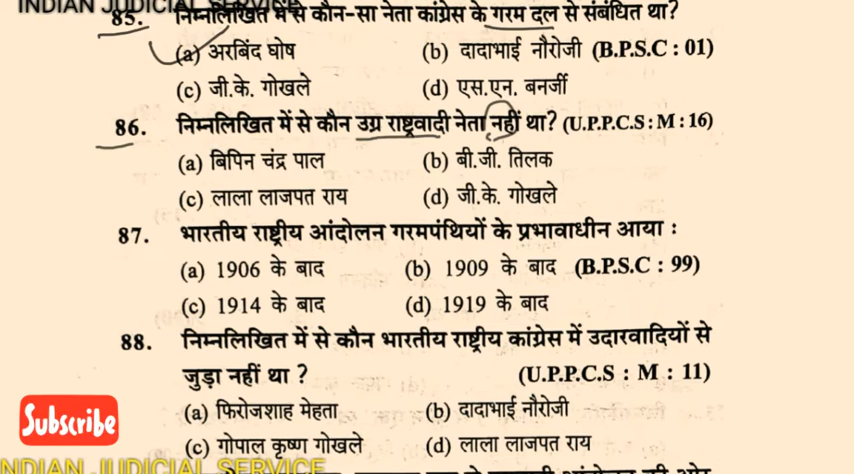 INDIAN JUDICIAL SERVICE
85. निम्नलिखित में से कौन-सा नेता कांग्रेस के गरम दल से संबंधित था?
(a) अरबिंद घोष (b) दादाभाई नौरोजी (B.P.S.C : 01)
(c) जी.के. गोखले (d) एस.एन. बनर्जी
86. निम्नलिखित में से कौन उग्र राष्ट्रवादी नेता नहीं था? (U.P.P.C.S : M : 16)
(a) बिपिन चंद्र पाल (b) बी.जी. तिलक
(c) लाला लाजपत राय (d) जी.के. गोखले
87. भारतीय राष्ट्रीय आंदोलन गरमपंथियों के प्रभावाधीन आया :
(a) 1906 के बाद (b) 1909 के बाद (B.P.S.C : 99)
(c) 1914 के बाद (d) 1919 के बाद
88. निम्नलिखित में से कौन भारतीय राष्ट्रीय कांग्रेस में उदारवादियों से
जुड़ा नहीं था ? (U.P.P.C.S : M : 11)
(a) फिरोजशाह मेहता (b) दादाभाई नौरोजी
Subscribe
(c) गोपाल कृष्ण गोखले (d) लाला लाजपत राय
INDIAN JUDICIAL SERVICE